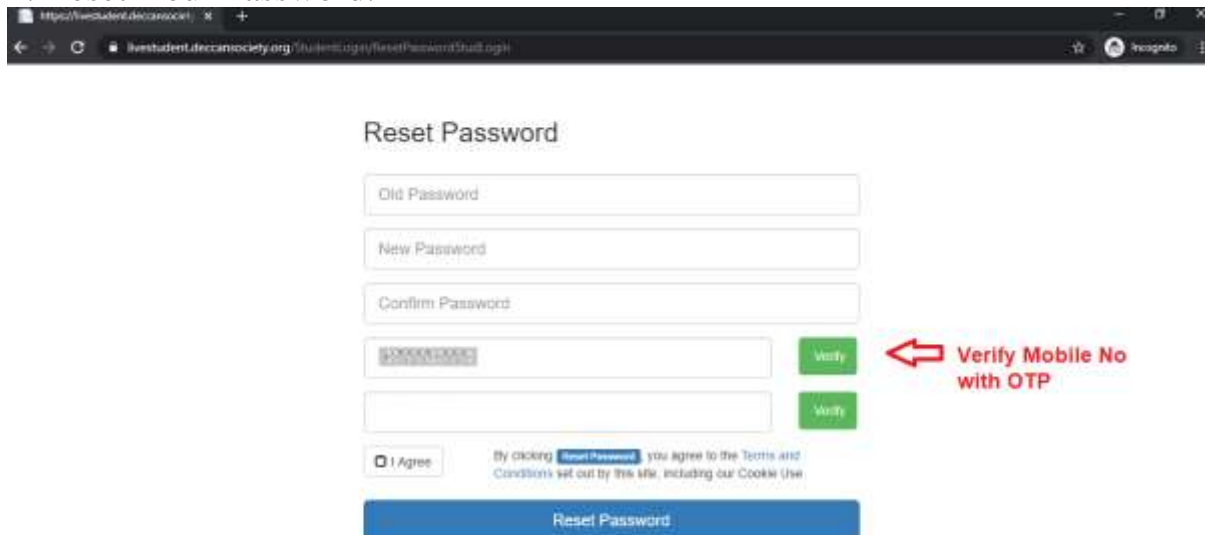 https://livestudent.deccansociety
livestudent.deccansociety.org/StudentLogin/ResetPasswordStudLogin
Incognito
Reset Password
Old Password
New Password
Confirm Password
Verify
Verify Mobile No
with OTP
Verify
I Agree
By clicking Reset Password, you agree to the Terms and
Conditions set out by this site, including our Cookie Use
Reset Password